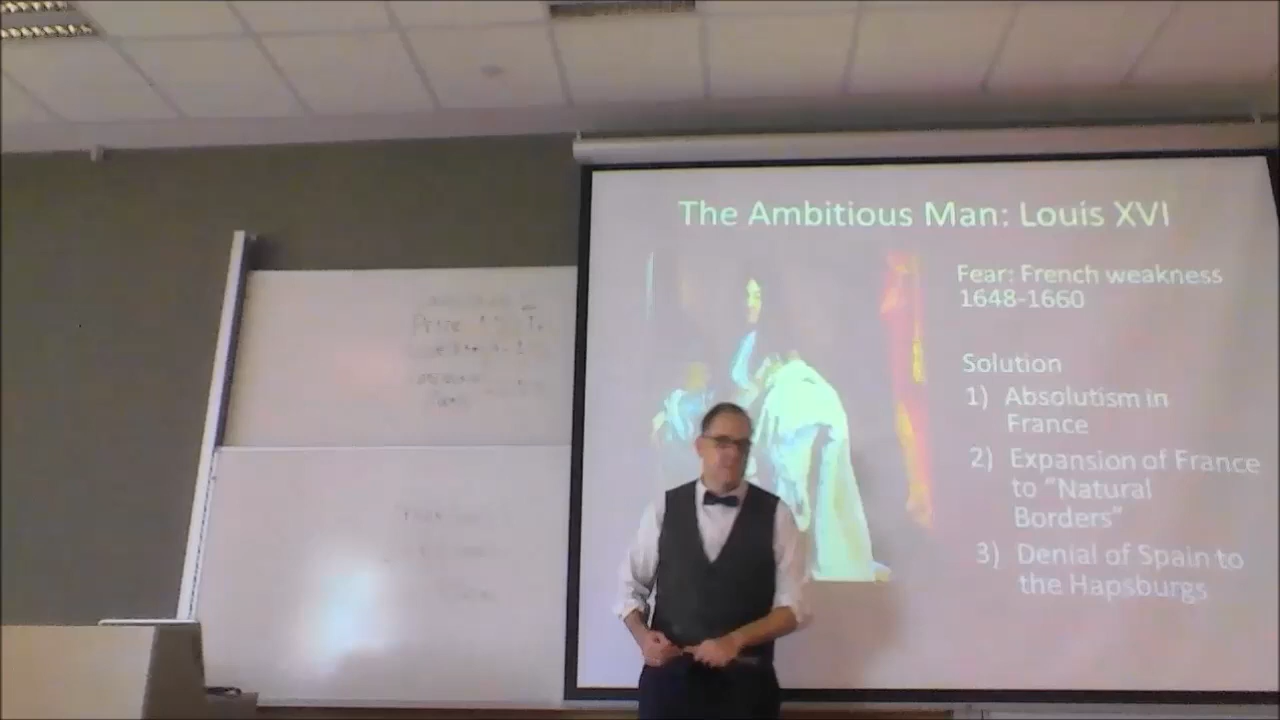 The Ambitious Man: Louis XVI
Fear: French weakness
1648-1660
Solution
1) Absolutism in
France
2) Expansion of France
to “Natural
Borders”
3) Denial of Spain to
the Hapsburgs